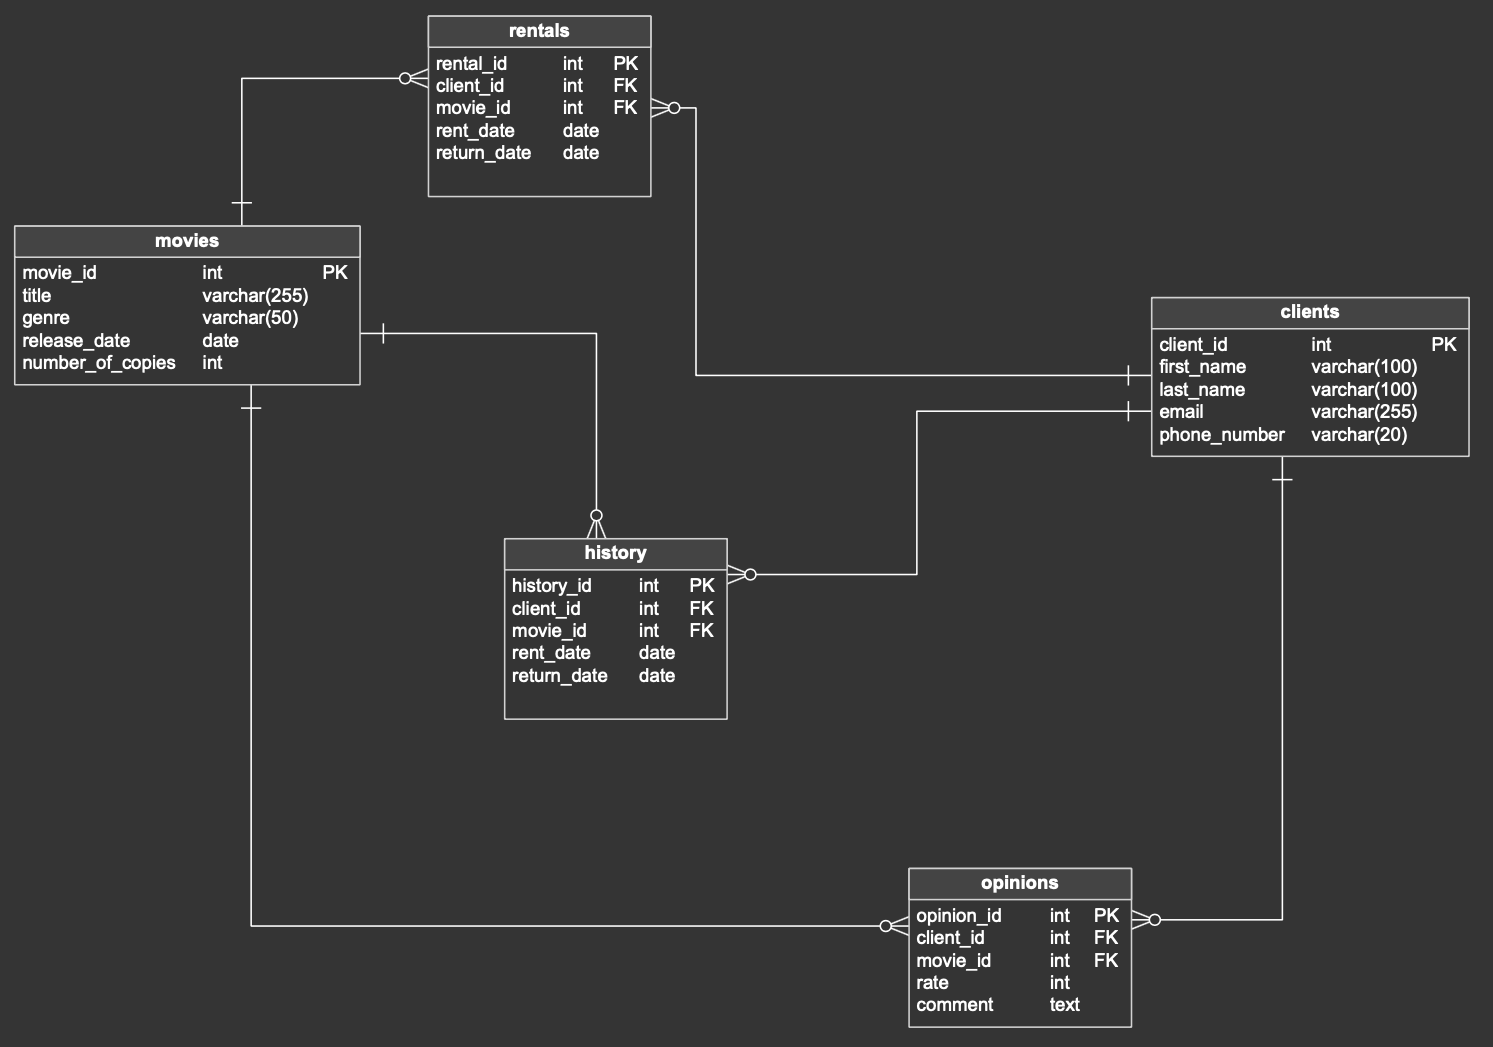 rentals
rental_id int PK
client_id int FK
movie_id int FK
rent_date date
return_date date
movies
movie_id int PK
title varchar(255)
genre varchar(50)
release_date date
number_of_copies int
clients
client_id int PK
first_name varchar(100)
last_name varchar(100)
email varchar(255)
phone_number varchar(20)
history
history_id int PK
client_id int FK
movie_id int FK
rent_date date
return_date date
opinions
opinion_id int PK
client_id int FK
movie_id int FK
rate int
comment text